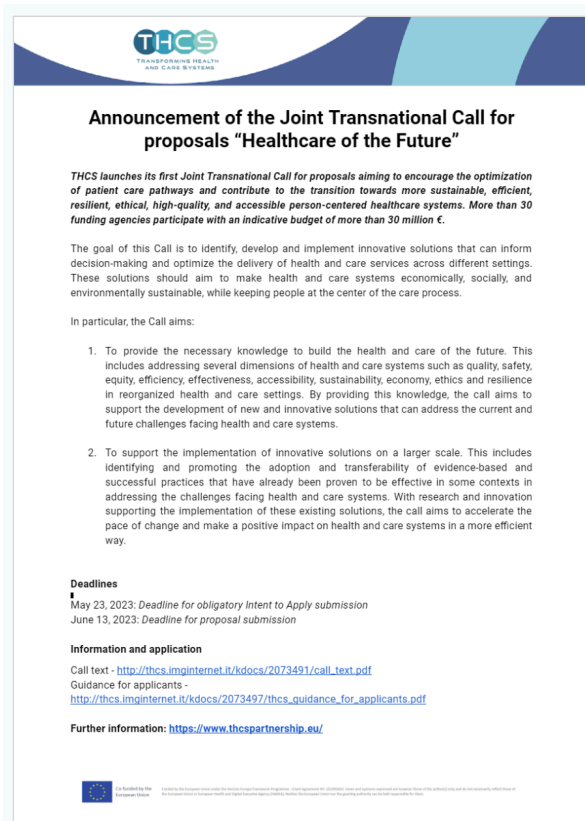 THCS
TRANSFORMING HEALTH
AND CARE SYSTEMS
Announcement of the Joint Transnational Call for
proposals “Healthcare of the Future”
THCS launches its first Joint Transnational Call for proposals aiming to encourage the optimization
of patient care pathways and contribute to the transition towards more sustainable, efficient,
resilient, ethical, high-quality, and accessible person-centered healthcare systems. More than 30
funding agencies participate with an indicative budget of more than 30 million €.
The goal of this Call is to identify, develop and implement innovative solutions that can inform
decision-making and optimize the delivery of health and care services across different settings.
These solutions should aim to make health and care systems economically, socially, and
environmentally sustainable, while keeping people at the center of the care process.
In particular, the Call aims:
1. To provide the necessary knowledge to build the health and care of the future. This
includes addressing several dimensions of health and care systems such as quality, safety,
equity, efficiency, effectiveness, accessibility, sustainability, economy, ethics and resilience
in reorganized health and care settings. By providing this knowledge, the call aims to
support the development of new and innovative solutions that can address the current and
future challenges facing health and care systems.
2. To support the implementation of innovative solutions on a larger scale. This includes
identifying and promoting the adoption and transferability of evidence-based and
successful practices that have already been proven to be effective in some contexts in
addressing the challenges facing health and care systems. With research and innovation
supporting the implementation of these existing solutions, the call aims to accelerate the
pace of change and make a positive impact on health and care systems in a more efficient
way.
Deadlines
May 23, 2023: Deadline for obligatory Intent to Apply submission
June 13, 2023: Deadline for proposal submission
Information and application
Call text - http://thcs.imginternet.it/kdocs/2073491/call_text.pdf
Guidance for applicants -
http://thcs.imginternet.it/kdocs/2073497/thcs_guidance_for_applicants.pdf
Further information: https://www.thcspartnership.eu/
Co-funded by the
European Union